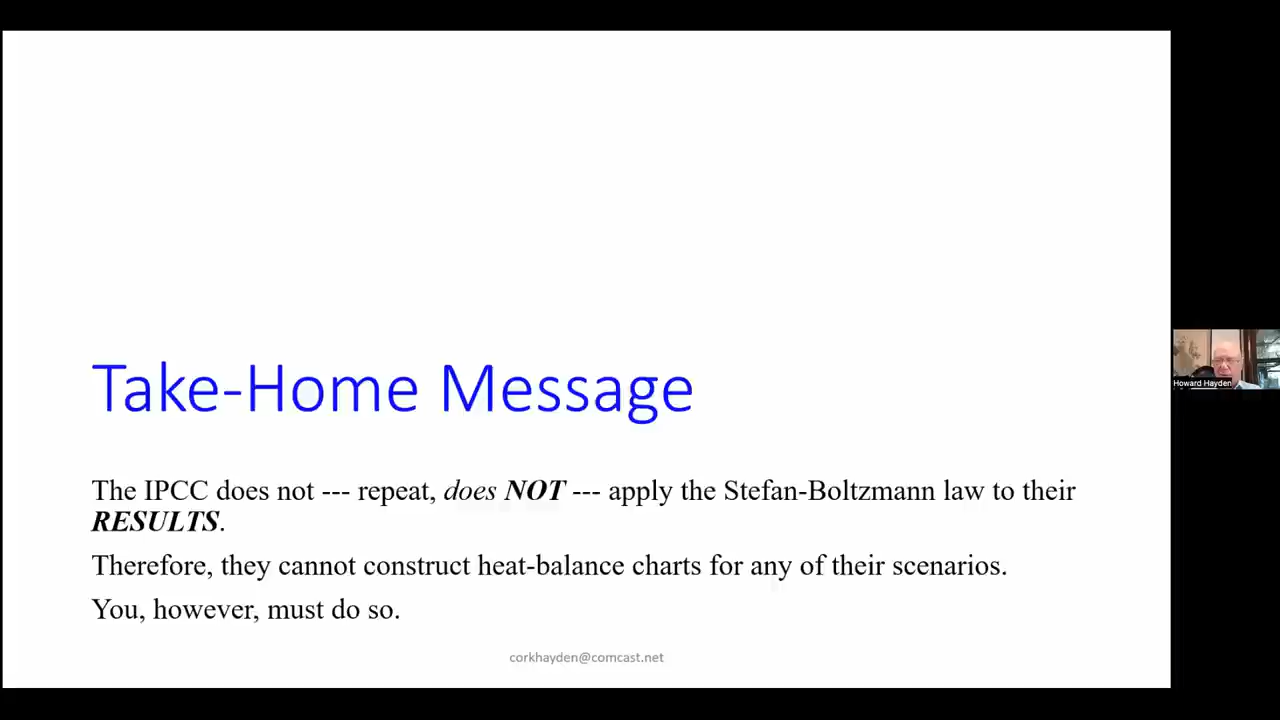 Take-Home Message
The IPCC does not --- repeat, does NOT --- apply the Stefan-Boltzmann law to their
RESULTS.
Therefore, they cannot construct heat-balance charts for any of their scenarios.
You, however, must do so.
corkhayden@comcast.net
Howard Hayden